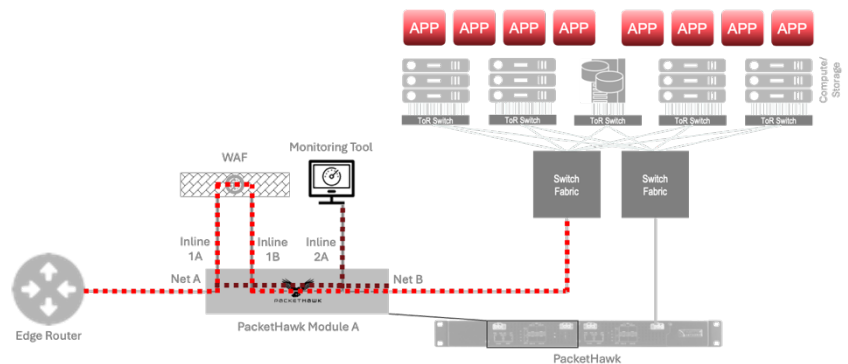 APP APP APP APP APP APP APP APP
Compute/
Storage
ToR Switch ToR Switch ToR Switch ToR Switch ToR Switch
Monitoring Tool
WAF
Switch
Fabric
Switch
Fabric
Inline
1A
Inline
1B
Inline
2A
Net A
Net B
PACKETHAWK
Edge Router
PacketHawk Module A
PacketHawk